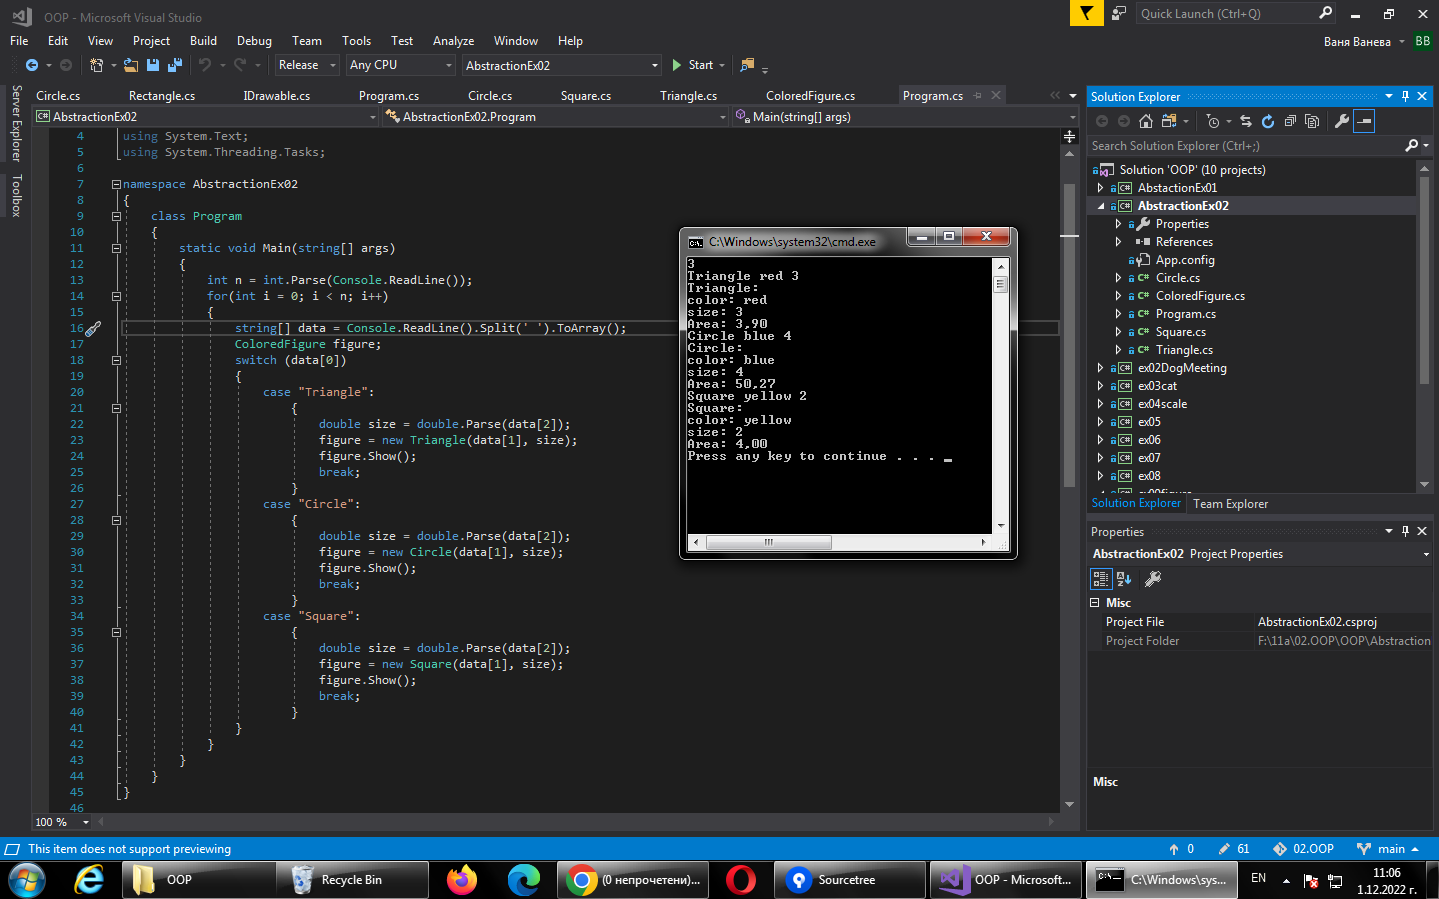 OOP - Microsoft Visual Studio
Quick Launch (Ctrl+Q)
File Edit View Project Build Debug Team Tools Test Analyze Window Help
Ваня Ванева BB
Release Any CPU AbstractionEx02 Start
Server Explorer
Toolbox
Circle.cs Rectangle.cs IDrawable.cs Program.cs Circle.cs Square.cs Triangle.cs ColoredFigure.cs Program.cs
AbstractionEx02 AbstractionEx02.Program Main(string[] args)
4 using System.Text;
5 using System.Threading.Tasks;
6
7 namespace AbstractionEx02
8 {
9 class Program
10 {
11 static void Main(string[] args)
12 {
13 int n = int.Parse(Console.ReadLine());
14 for(int i = 0; i < n; i++)
15 {
16 string[] data = Console.ReadLine().Split(' ').ToArray();
17 ColoredFigure figure;
18 switch (data[0])
19 {
20 case "Triangle":
21 {
22 double size = double.Parse(data[2]);
23 figure = new Triangle(data[1], size);
24 figure.Show();
25 break;
26 }
27 case "Circle":
28 {
29 double size = double.Parse(data[2]);
30 figure = new Circle(data[1], size);
31 figure.Show();
32 break;
33 }
34 case "Square":
35 {
36 double size = double.Parse(data[2]);
37 figure = new Square(data[1], size);
38 figure.Show();
39 break;
40 }
41 }
42 }
43 }
44 }
45 }
46
100 %
C:\Windows\system32\cmd.exe
3
Triangle red 3
Triangle:
color: red
size: 3
Area: 3,90
Circle blue 4
Circle:
color: blue
size: 4
Area: 50,27
Square yellow 2
Square:
color: yellow
size: 2
Area: 4,00
Press any key to continue . . . _
Solution Explorer
Search Solution Explorer (Ctrl+;)
Solution 'OOP' (10 projects)
AbstactionEx01
AbstractionEx02
Properties
References
App.config
Circle.cs
ColoredFigure.cs
Program.cs
Square.cs
Triangle.cs
ex02DogMeeting
ex03cat
ex04scale
ex05
ex06
ex07
ex08
ex09figure
Solution Explorer Team Explorer
Properties
AbstractionEx02 Project Properties
Misc
Project File AbstractionEx02.csproj
Project Folder F:\11a\02.OOP\OOP\Abstraction
Misc
This item does not support previewing
0 61 02.OOP main
OOP
Recycle Bin
(0 непрочетени)...
Sourcetree
OOP - Microsoft...
C:\Windows\sys...
EN
11:06
1.12.2022 г.